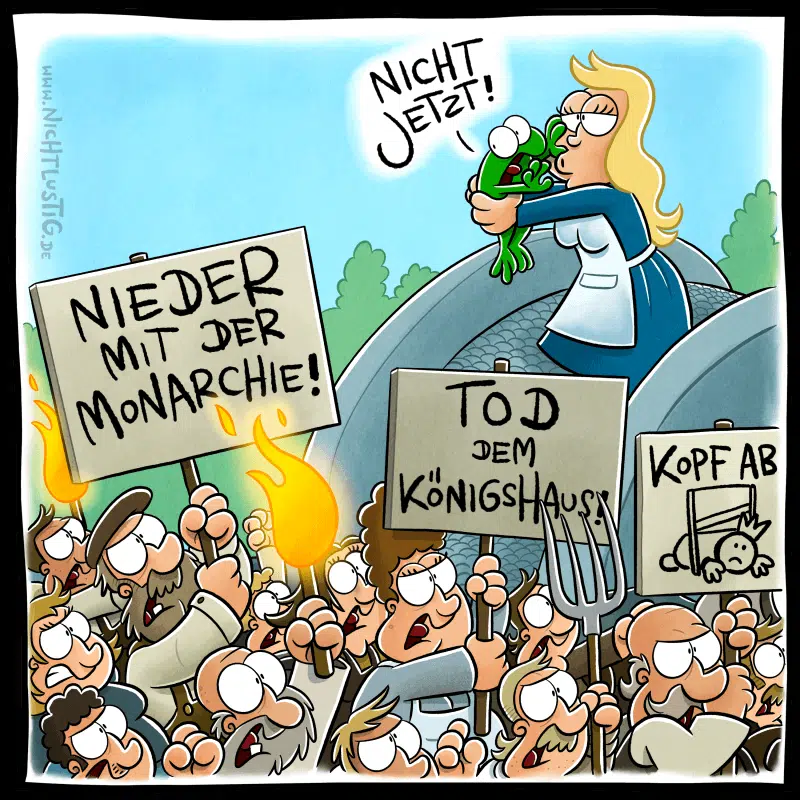 www.NICHTLUSTIG.DE
NICHT
JETZT!
NIEDER
MIT DER
MONARCHIE!
TOD
DEM
KÖNIGSHAUS!
KOPF AB